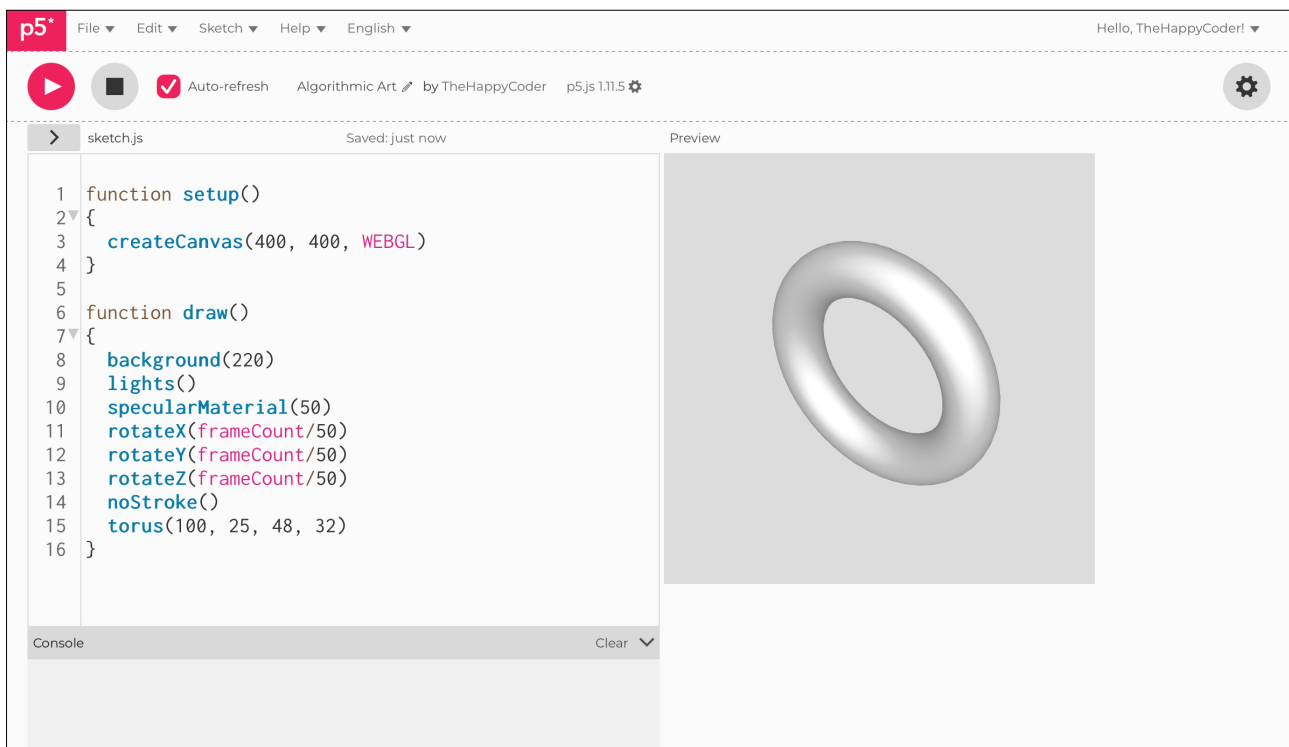 p5* File Edit Sketch Help English Hello, TheHappyCoder!
Auto-refresh Algorithmic Art by TheHappyCoder p5.js 1.11.5
sketch.js Saved: just now Preview
1 function setup()
2 {
3 createCanvas(400, 400, WEBGL)
4 }
5
6 function draw()
7 {
8 background(220)
9 lights()
10 specularMaterial(50)
11 rotateX(frameCount/50)
12 rotateY(frameCount/50)
13 rotateZ(frameCount/50)
14 noStroke()
15 torus(100, 25, 48, 32)
16 }
Console Clear